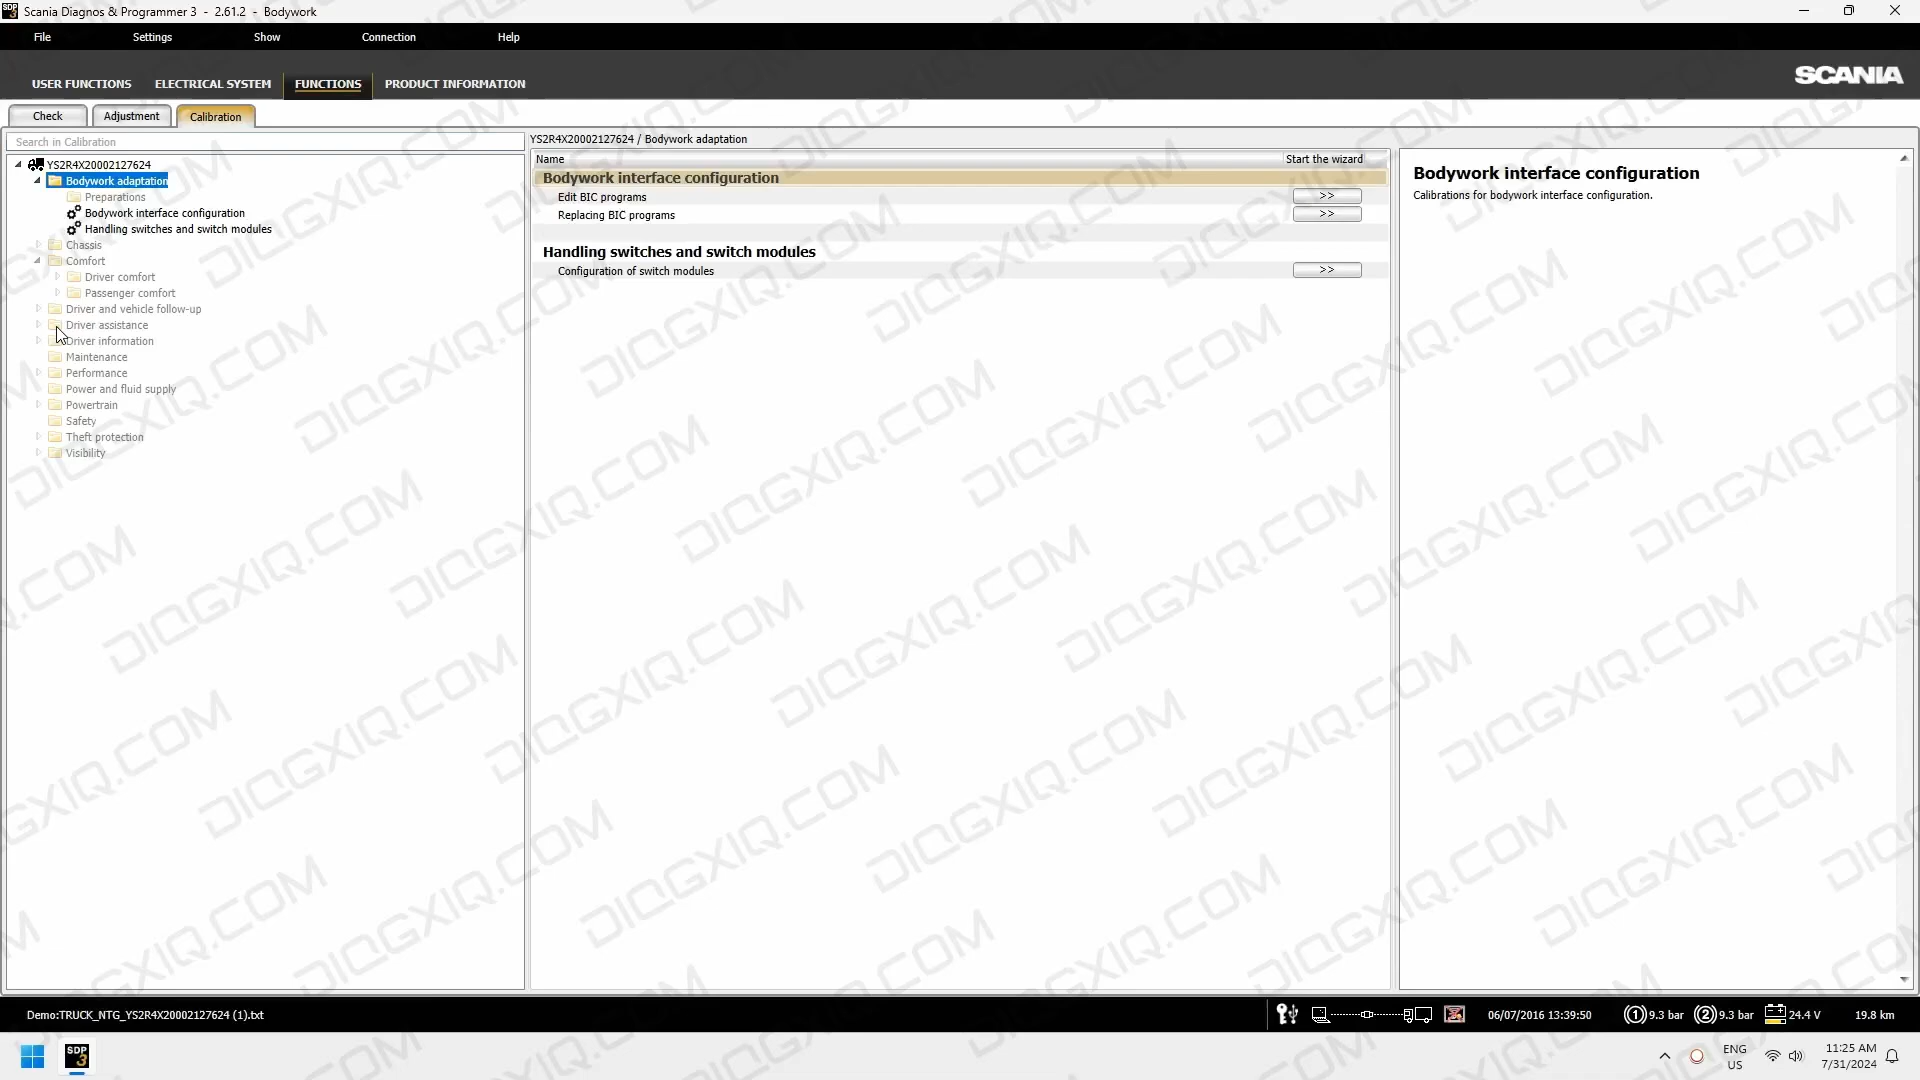 Scania Diagnos & Programmer 3 - 2.61.2 - Bodywork
File Settings Show Connection Help
USER FUNCTIONS ELECTRICAL SYSTEM FUNCTIONS PRODUCT INFORMATION
SCANIA
Check Adjustment Calibration
Search in Calibration
YS2R4X20002127624
Bodywork adaptation
Preparations
Bodywork interface configuration
Handling switches and switch modules
Chassis
Comfort
Driver comfort
Passenger comfort
Driver and vehicle follow-up
Driver assistance
Driver information
Maintenance
Performance
Power and fluid supply
Powertrain
Safety
Theft protection
Visibility
YS2R4X20002127624 / Bodywork adaptation
Name Start the wizard
Bodywork interface configuration
Edit BIC programs >>
Replacing BIC programs >>
Handling switches and switch modules
Configuration of switch modules >>
Bodywork interface configuration
Calibrations for bodywork interface configuration.
Demo:TRUCK_NTG_YS2R4X20002127624 (1).txt
06/07/2016 13:39:50 1 9.3 bar 2 9.3 bar 24.4 V 19.8 km
SDP 3
ENG
US
11:25 AM
7/31/2024
DIQGXIQ.COM